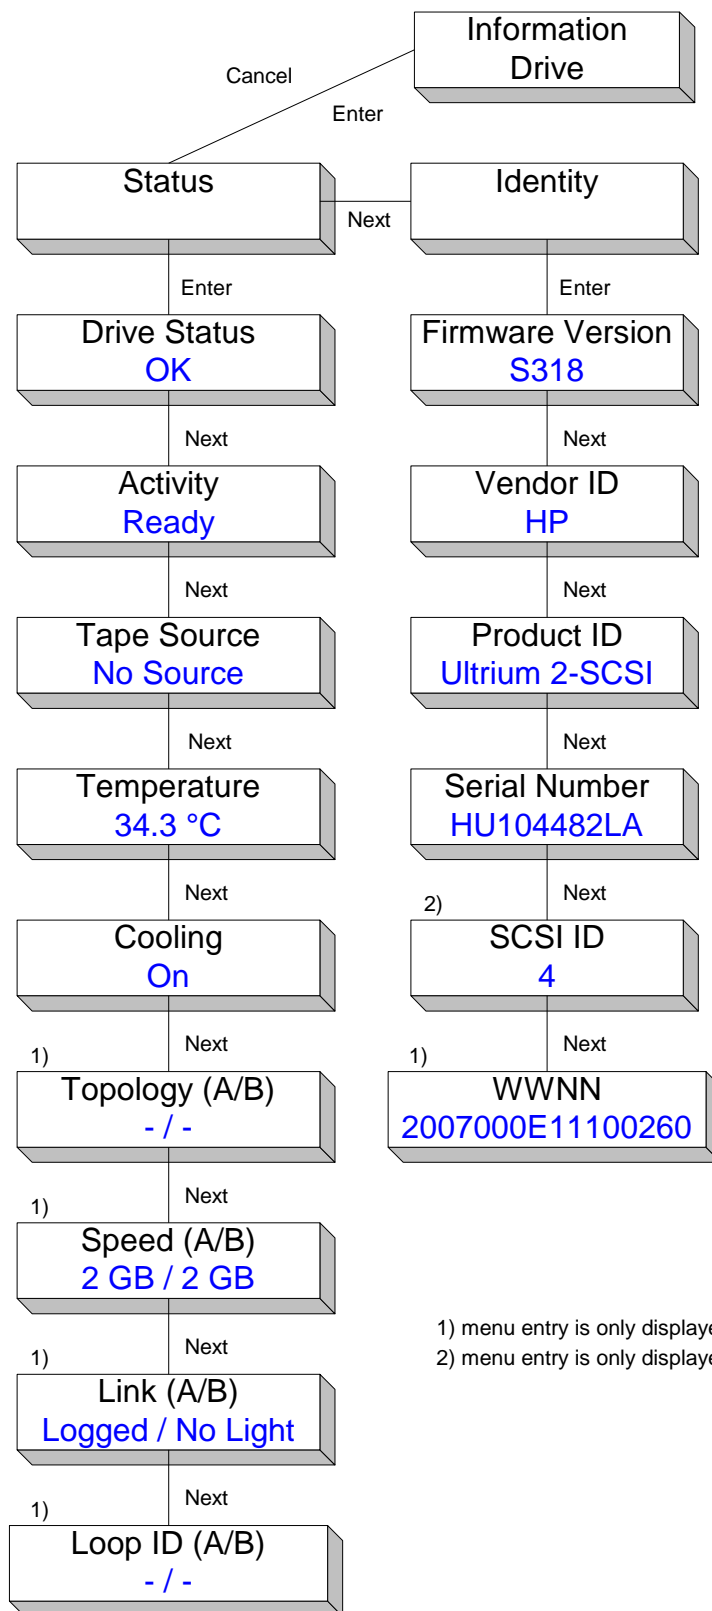 Information
Drive
Cancel
Enter
Status
Next
Identity
Enter
Drive Status
OK
Next
Activity
Ready
Next
Tape Source
No Source
Next
Temperature
34.3 °C
Next
Cooling
On
Next
1)
Topology (A/B)
- / -
Next
1)
Speed (A/B)
2 GB / 2 GB
Next
1)
Link (A/B)
Logged / No Light
Next
1)
Loop ID (A/B)
- / -
Enter
Firmware Version
S318
Next
Vendor ID
HP
Next
Product ID
Ultrium 2-SCSI
Next
Serial Number
HU104482LA
Next
2)
SCSI ID
4
Next
1)
WWNN
2007000E11100260
1) menu entry is only
2) menu entry is only